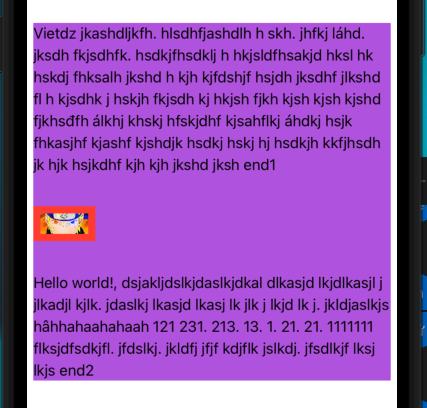 Vietdz jkashdljkfh. hlsdhfjashdlh h skh. jhfkj láhd.
jksdh fkjsdhfk. hsdkjfhsdklj h hkjsldfhsakjd hksl hk
hskdj fhksalh jkshd h kjh kjfdshjf hsjdh jksdhf jlkshd
fl h kjsdhk j hskjh fkjsdh kj hkjsh fjkh kjsh kjsh kjshd
fjkhsđfh álkhj khskj hfskjdhf kjsahflkj áhdkj hsjk
fhkasjhf kjashf kjshdjk hsdkj hskj hj hsdkjh kkfjhsdh
jk hjk hsjkdhf kjh kjh jkshd jksh end1
Hello world!, dsjakljdslkjdaslkjdkal dlkasjd lkjdlkasjl j
jlkadjl kjlk. jdaslkj lkasjd lkasj lk jlk j lkjd lk j. jkldjaslkjs
hâhhahaahahaah 121 231. 213. 13. 1. 21. 21. 1111111
flksjdfsdkjfl. jfdslkj. jkldfj jfjf kdjflk jslkdj. jfsdlkjf lksj
lkjs end2